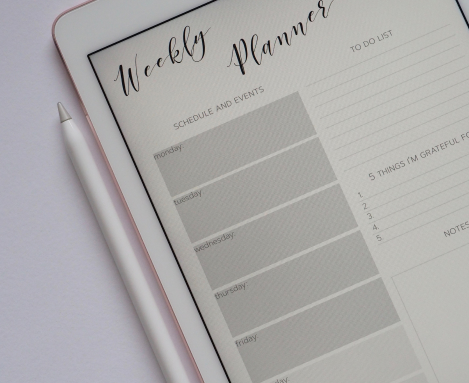 Weekly Planner
TO DO LIST
SCHEDULE AND EVENTS
monday:
tuesday:
wednesday:
thursday:
friday
5 THINGS I'M GRATEFUL
1.
2.
3.
4.
5.
NOTES